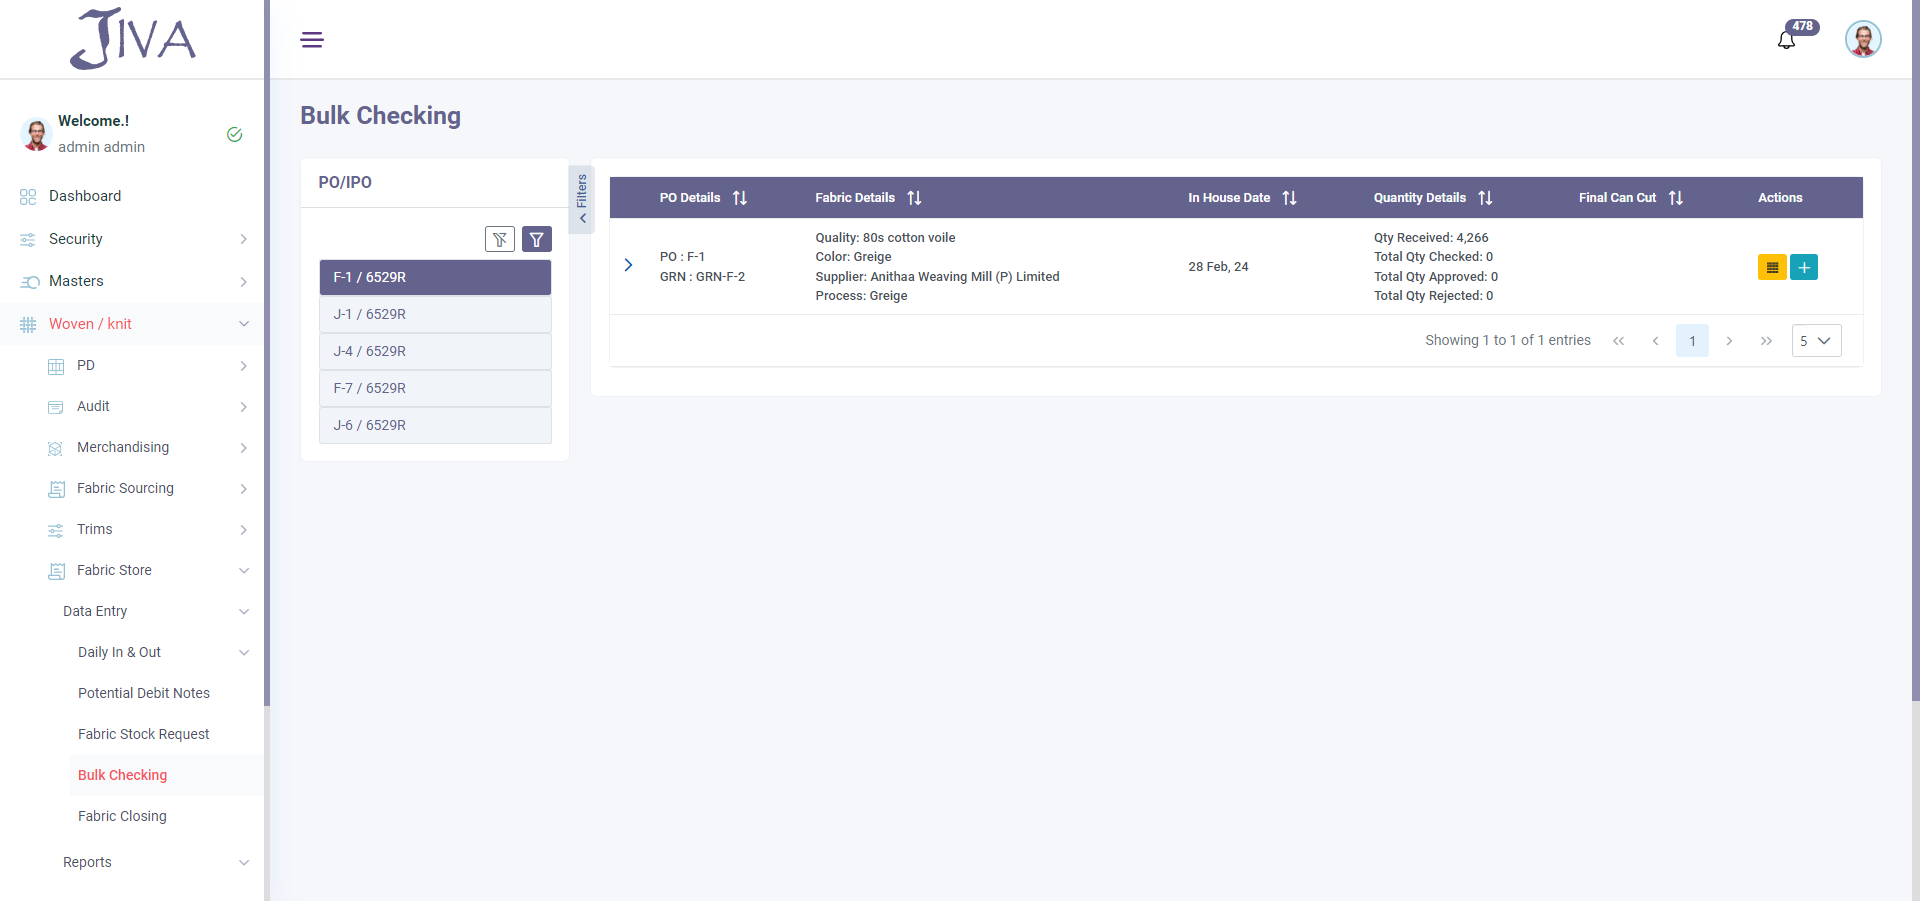 JIVA
478
Welcome.!
admin admin
Dashboard
Security
Masters
Woven / knit
PD
Audit
Merchandising
Fabric Sourcing
Trims
Fabric Store
Data Entry
Daily In & Out
Potential Debit Notes
Fabric Stock Request
Bulk Checking
Fabric Closing
Reports
Bulk Checking
PO/IPO
F-1 / 6529R
J-1 / 6529R
J-4 / 6529R
F-7 / 6529R
J-6 / 6529R
Filters
PO Details Fabric Details In House Date Quantity Details Final Can Cut Actions
PO : F-1
GRN : GRN-F-2
Quality: 80s cotton voile
Color: Greige
Supplier: Anithaa Weaving Mill (P) Limited
Process: Greige
28 Feb, 24
Qty Received: 4,266
Total Qty Checked: 0
Total Qty Approved: 0
Total Qty Rejected: 0
Showing 1 to 1 of 1 entries 1 5